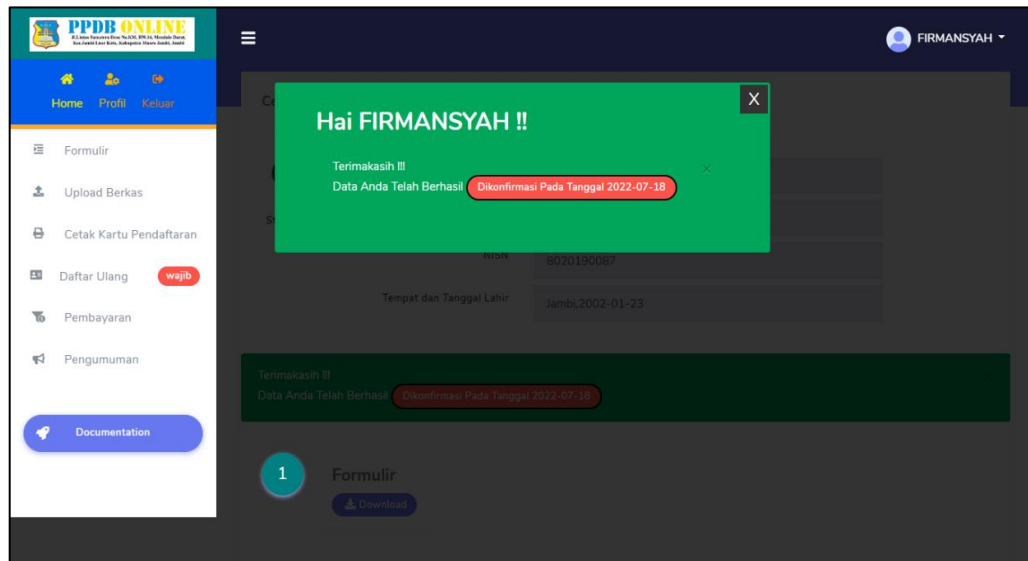 PPDB ONLINE
Home Profil Keluar
Formulir
Upload Berkas
Cetak Kartu Pendaftaran
Daftar Ulang wajib
Pembayaran
Pengumuman
Documentation
FIRMANSYAH
X
Hai FIRMANSYAH !!
Terimakasih !!!
Data Anda Telah Berhasil Dikonfirmasi Pada Tanggal 2022-07-18
NISN 8020190087
Tempat dan Tanggal Lahir Jambi,2002-01-23
Terimakasih !!!
Data Anda Telah Berhasil Dikonfirmasi Pada Tanggal 2022-07-18
1 Formulir
Download